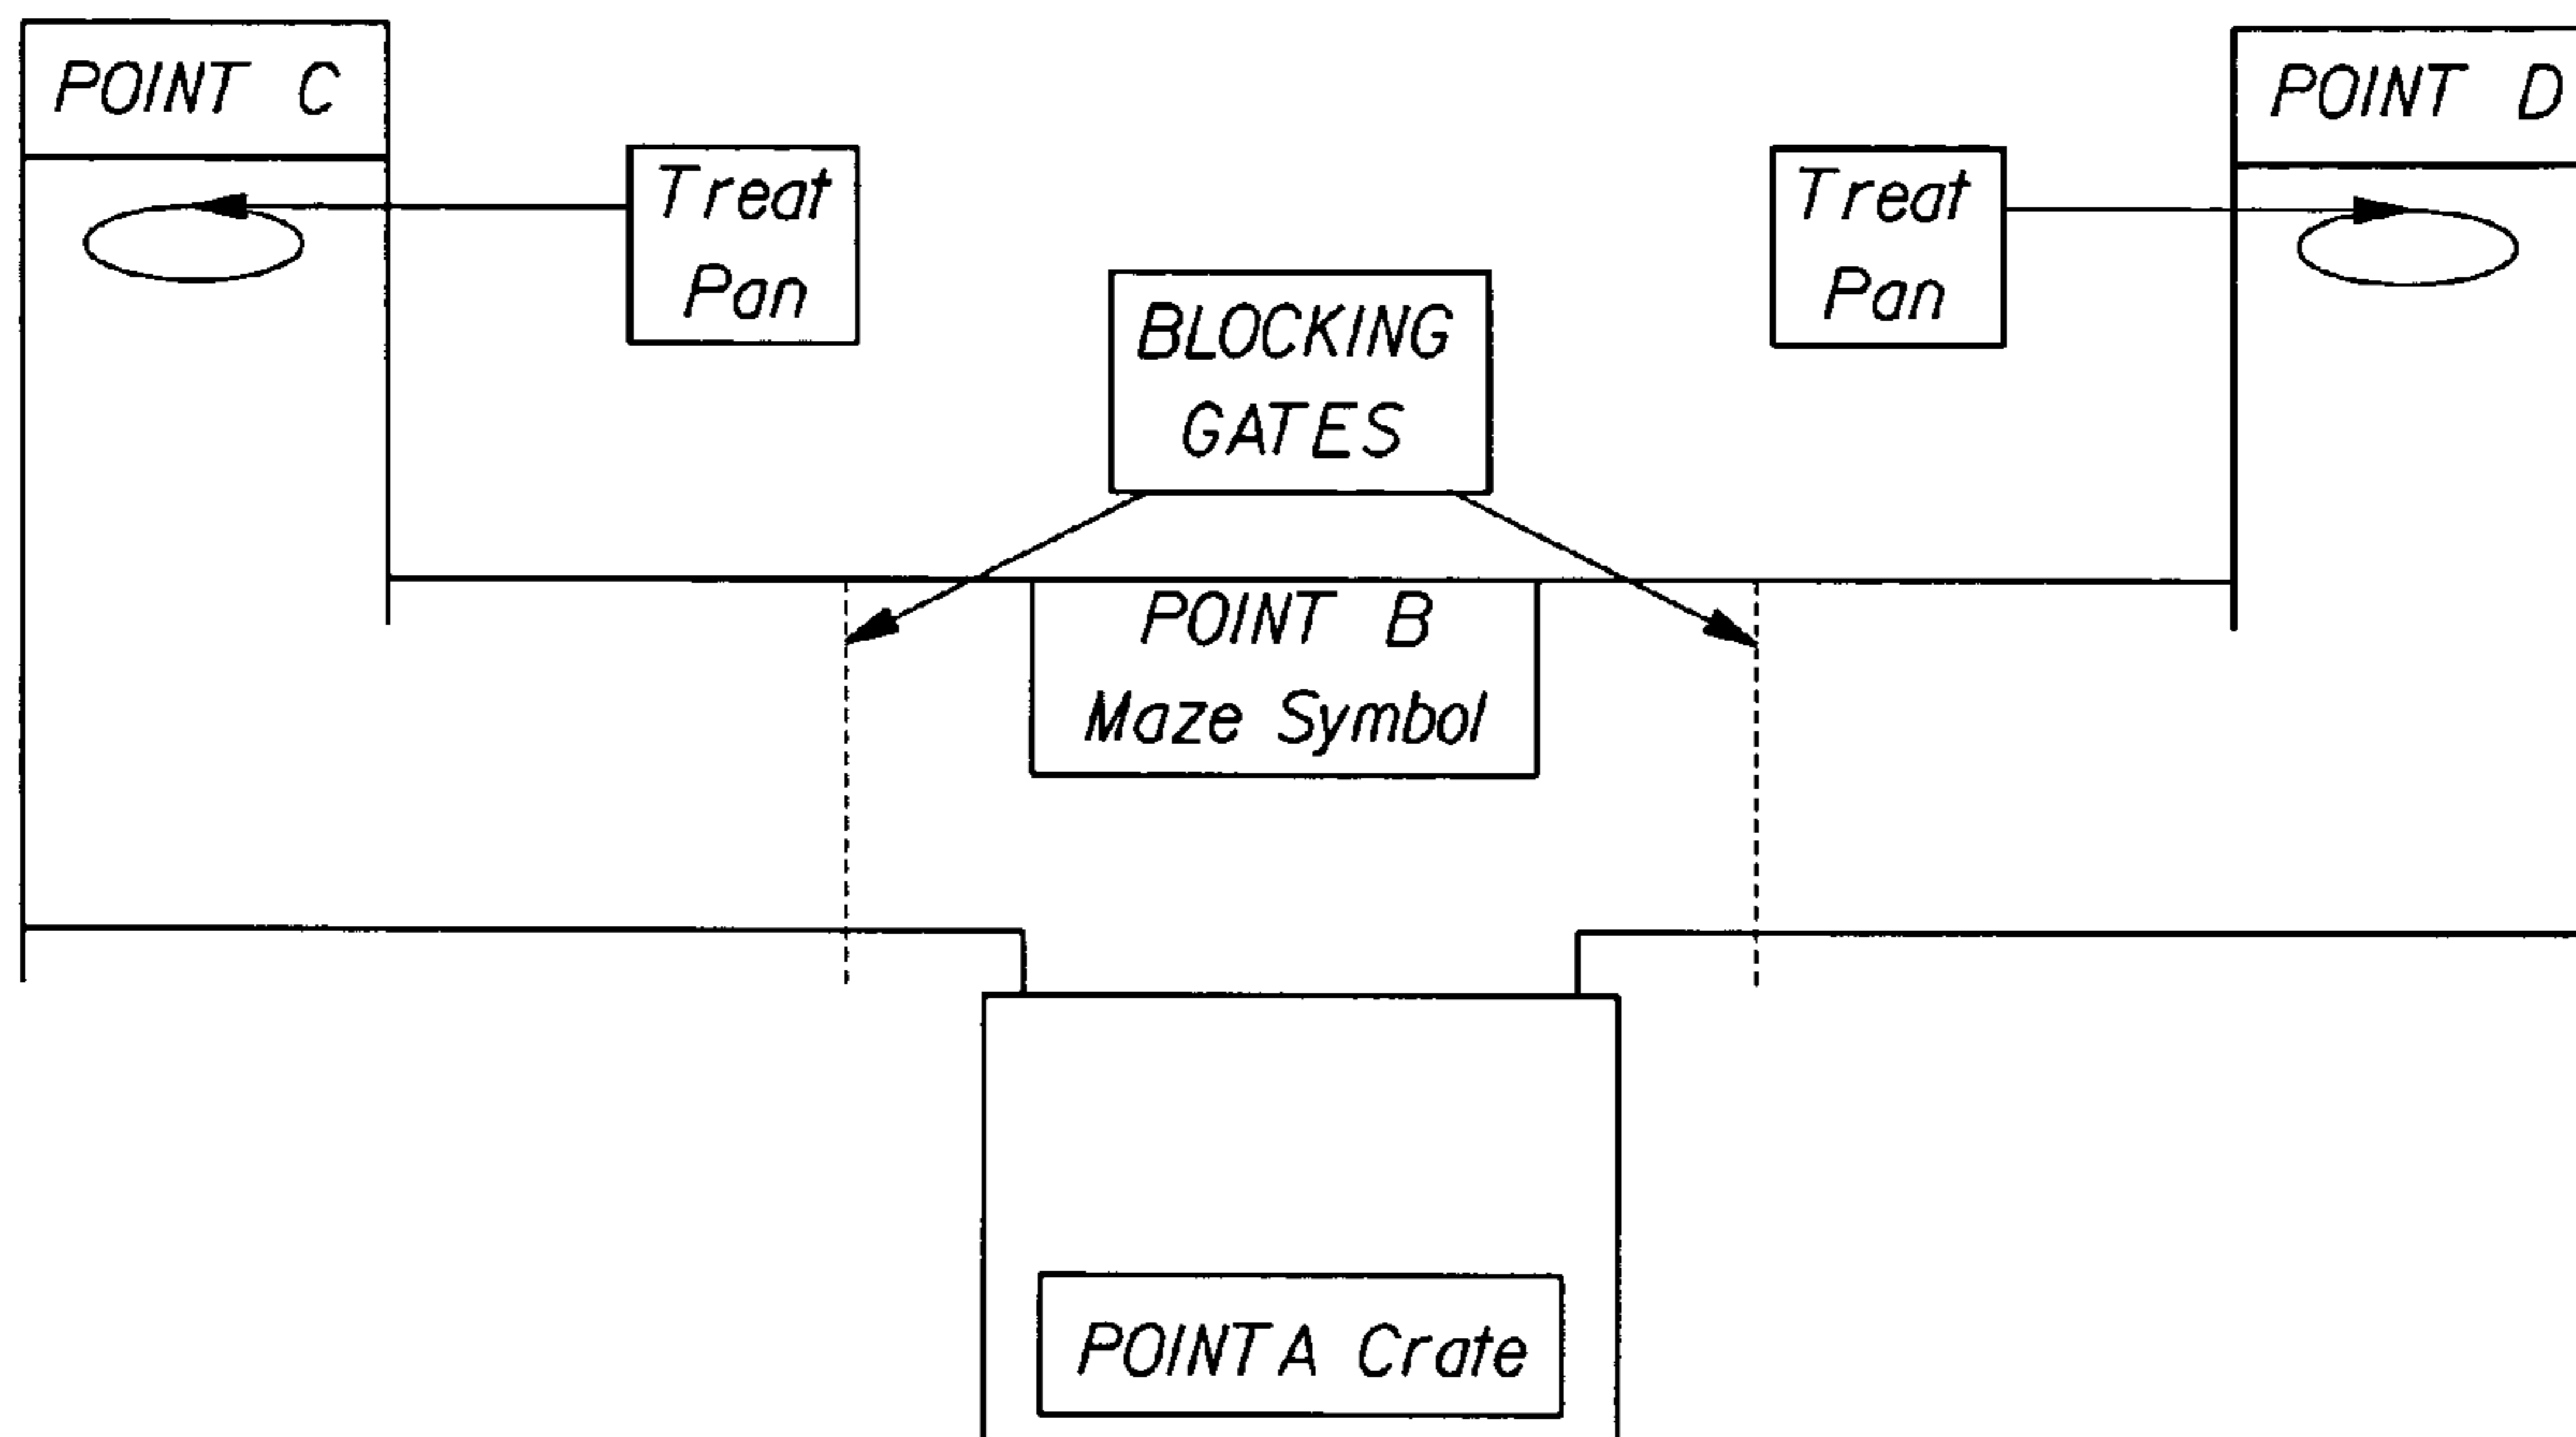 POINT C
POINT D
Treat
Pan
Treat
Pan
BLOCKING
GATES
POINT B
Maze Symbol
POINT A Crate